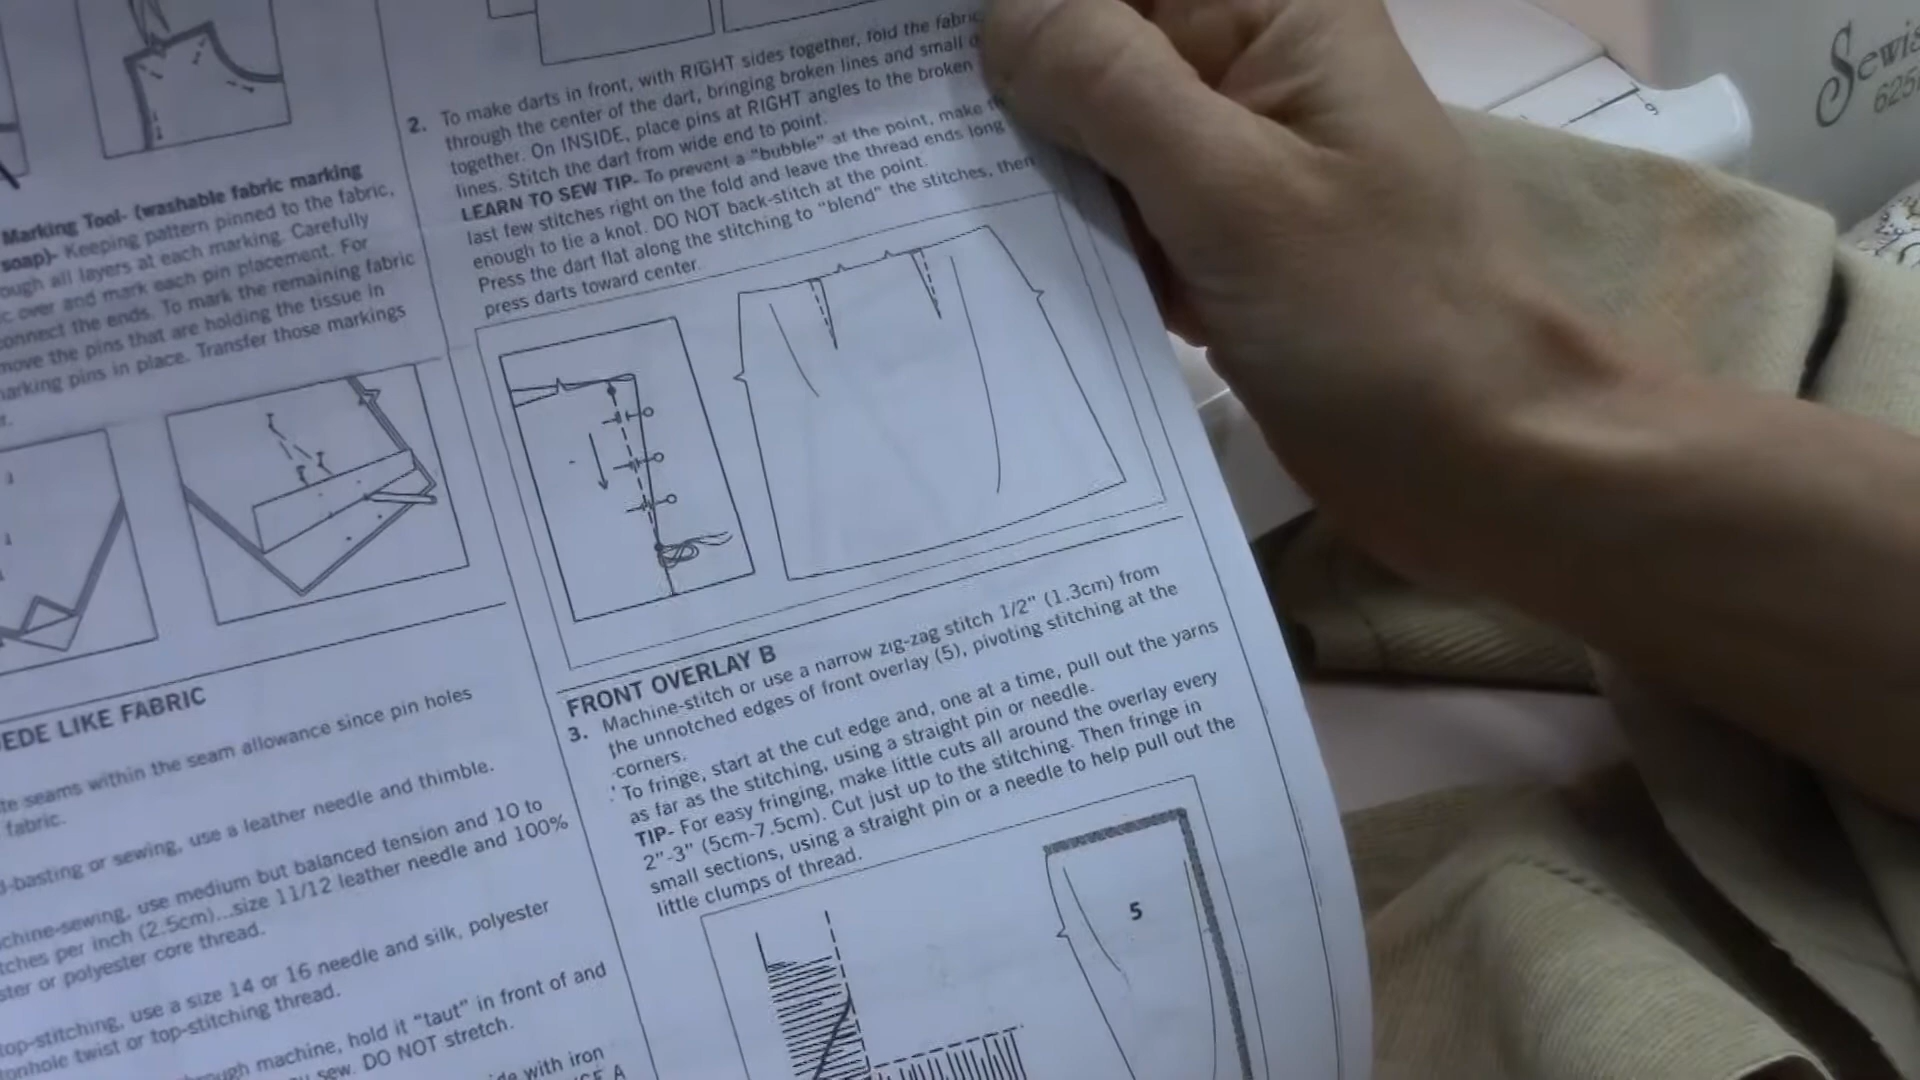 Marking Tool- (washable fabric marking
soap)- Keeping pattern pinned to the fabric,
ough all layers at each marking. Carefully
c over and mark each pin placement. For
onnect the ends. To mark the remaining fabric
move the pins that are holding the tissue in
arking pins in place. Transfer those markings
EDE LIKE FABRIC
te seams within the seam allowance since pin holes
fabric.
d-basting or sewing, use a leather needle and thimble.
chine-sewing, use medium but balanced tension and 10 to
tches per inch (2.5cm)...size 11/12 leather needle and 100%
ster or polyester core thread.
top-stitching, use a size 14 or 16 needle and silk, polyester
tonhole twist or top-stitching thread.
rough machine, hold it "taut" in front of and
sew. DO NOT stretch.
de with iron
2. To make darts in front, with RIGHT sides together, fold the fabric
through the center of the dart, bringing broken lines and small
together. On INSIDE, place pins at RIGHT angles to the broken
lines. Stitch the dart from wide end to point.
LEARN TO SEW TIP- To prevent a "bubble" at the point, make
last few stitches right on the fold and leave the thread ends long
enough to tie a knot. DO NOT back-stitch at the point.
Press the dart flat along the stitching to "blend" the stitches, then
press darts toward center.
FRONT OVERLAY B
3. Machine-stitch or use a narrow zig-zag stitch 1/2" (1.3cm) from
the unnotched edges of front overlay (5), pivoting stitching at the
corners.
To fringe, start at the cut edge and, one at a time, pull out the yarns
as far as the stitching, using a straight pin or needle.
TIP- For easy fringing, make little cuts all around the overlay every
2"-3" (5cm-7.5cm). Cut just up to the stitching. Then fringe in
small sections, using a straight pin or a needle to help pull out the
little clumps of thread.
5
Sewis
625
9